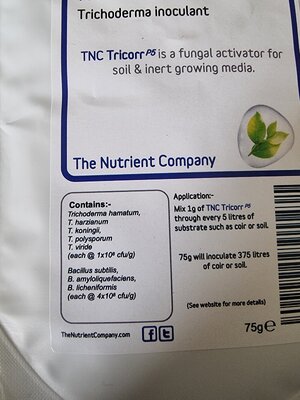 Trichoderma inoculant
TNC Tricorr P5 is a fungal activator for
soil & inert growing media.
The Nutrient Company
Contains:-
Trichoderma hamatum,
T. harzianum
T. koningii,
T. polysporum
T. viride
(each @ 1x10⁸ cfu/g)
Bacillus subtilis,
B. amyloliquefaciens,
B. licheniformis
(each @ 4x10⁸ cfu/g)
Application:-
Mix 1g of TNC Tricorr P5
through every 5 litres of
substrate such as coir or soil.
75g will inoculate 375 litres
of coir or soil.
(See website for more details)
TheNutrientCompany.com
f t
75g℮